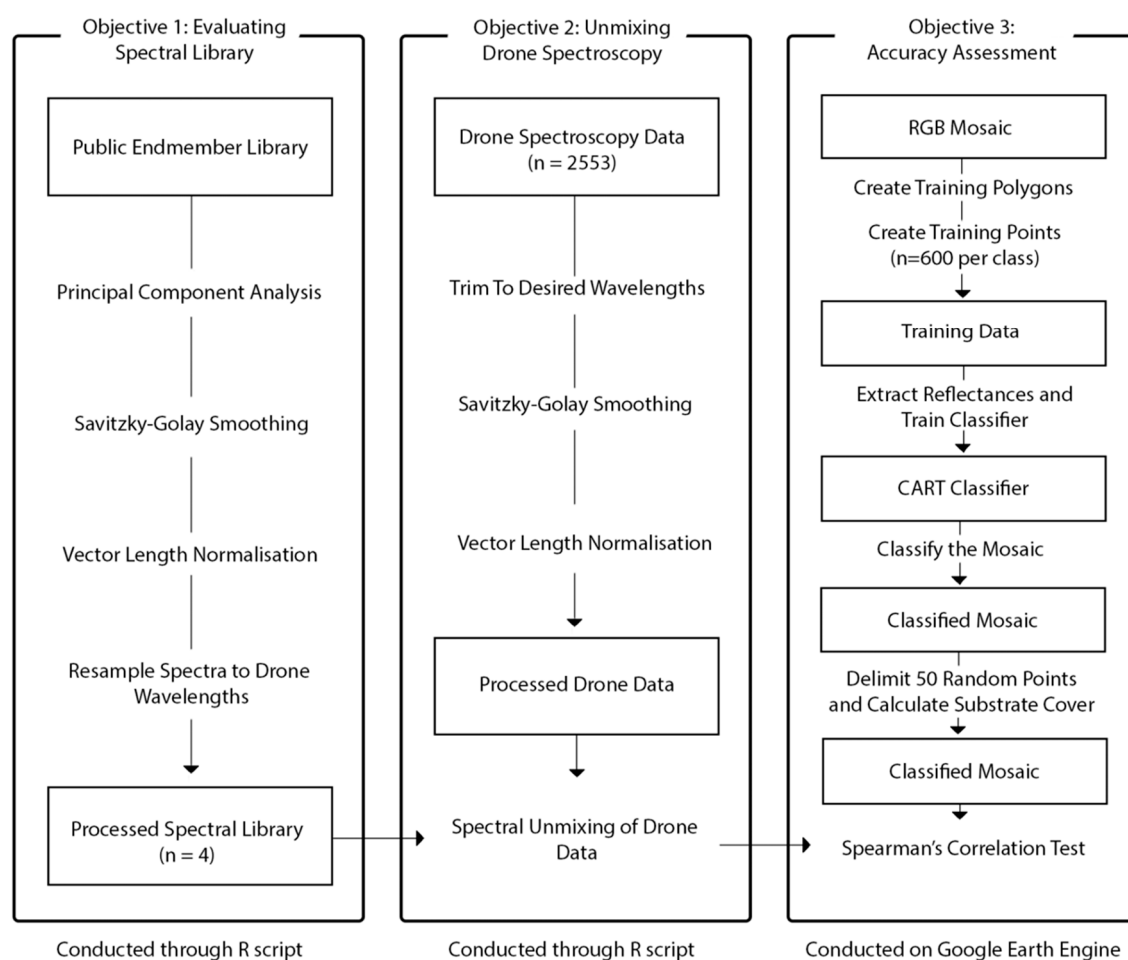 Objective 1: Evaluating
Spectral Library
Public Endmember Library
Principal Component Analysis
Savitzky-Golay Smoothing
Vector Length Normalisation
Resample Spectra to Drone
Wavelengths
Processed Spectral Library
(n = 4)
Conducted through R script
Objective 2: Unmixing
Drone Spectroscopy
Drone Spectroscopy Data
(n = 2553)
Trim To Desired Wavelengths
Savitzky-Golay Smoothing
Vector Length Normalisation
Processed Drone Data
Spectral Unmixing of Drone
Data
Conducted through R script
Objective 3:
Accuracy Assessment
RGB Mosaic
Create Training Polygons
Create Training Points
(n=600 per class)
Training Data
Extract Reflectances and
Train Classifier
CART Classifier
Classify the Mosaic
Classified Mosaic
Delimit 50 Random Points
and Calculate Substrate Cover
Classified Mosaic
Spearman's Correlation Test
Conducted on Google Earth Engine